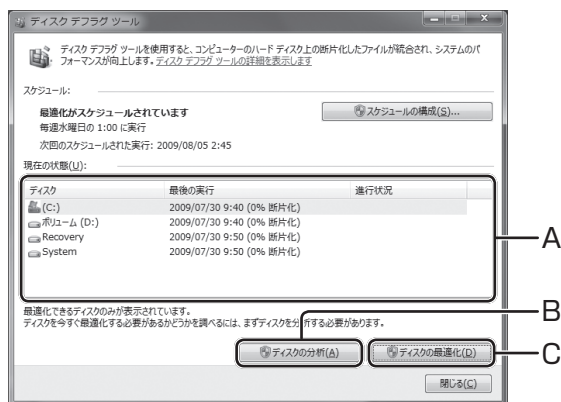 ディスク デフラグ ツール
ディスク デフラグ ツールを使用すると、コンピューターのハード ディスク上の断片化したファイルが統合され、システムのパ
フォーマンスが向上します。ディスク デフラグ ツールの詳細を表示します
スケジュール:
最適化がスケジュールされています
スケジュールの構成(S)...
毎週水曜日の 1:00 に実行
次回のスケジュールされた実行: 2009/08/05 2:45
現在の状態(U):
ディスク 最後の実行 進行状況
(C:) 2009/07/30 9:40 (0% 断片化)
ボリューム (D:) 2009/07/30 9:40 (0% 断片化)
Recovery 2009/07/30 9:50 (0% 断片化)
System 2009/07/30 9:50 (0% 断片化)
A
最適化できるディスクのみが表示されています。
B
ディスクを今すぐ最適化する必要があるかどうかを調べるには、まずディスクを分析する必要があります。
ディスクの分析(A) ディスクの最適化(D)
C
閉じる(C)